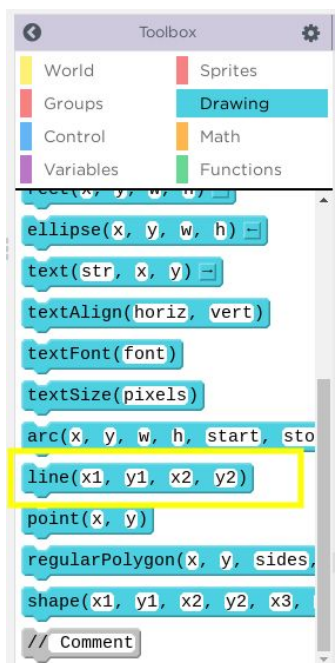 Toolbox
World Sprites
Groups Drawing
Control Math
Variables Functions
rect(x, y, w, h)
ellipse(x, y, w, h)
text(str, x, y)
textAlign(horiz, vert)
textFont(font)
textSize(pixels)
arc(x, y, w, h, start, sto
line(x1, y1, x2, y2)
point(x, y)
regularPolygon(x, y, sides,
shape(x1, y1, x2, y2, x3,
// Comment